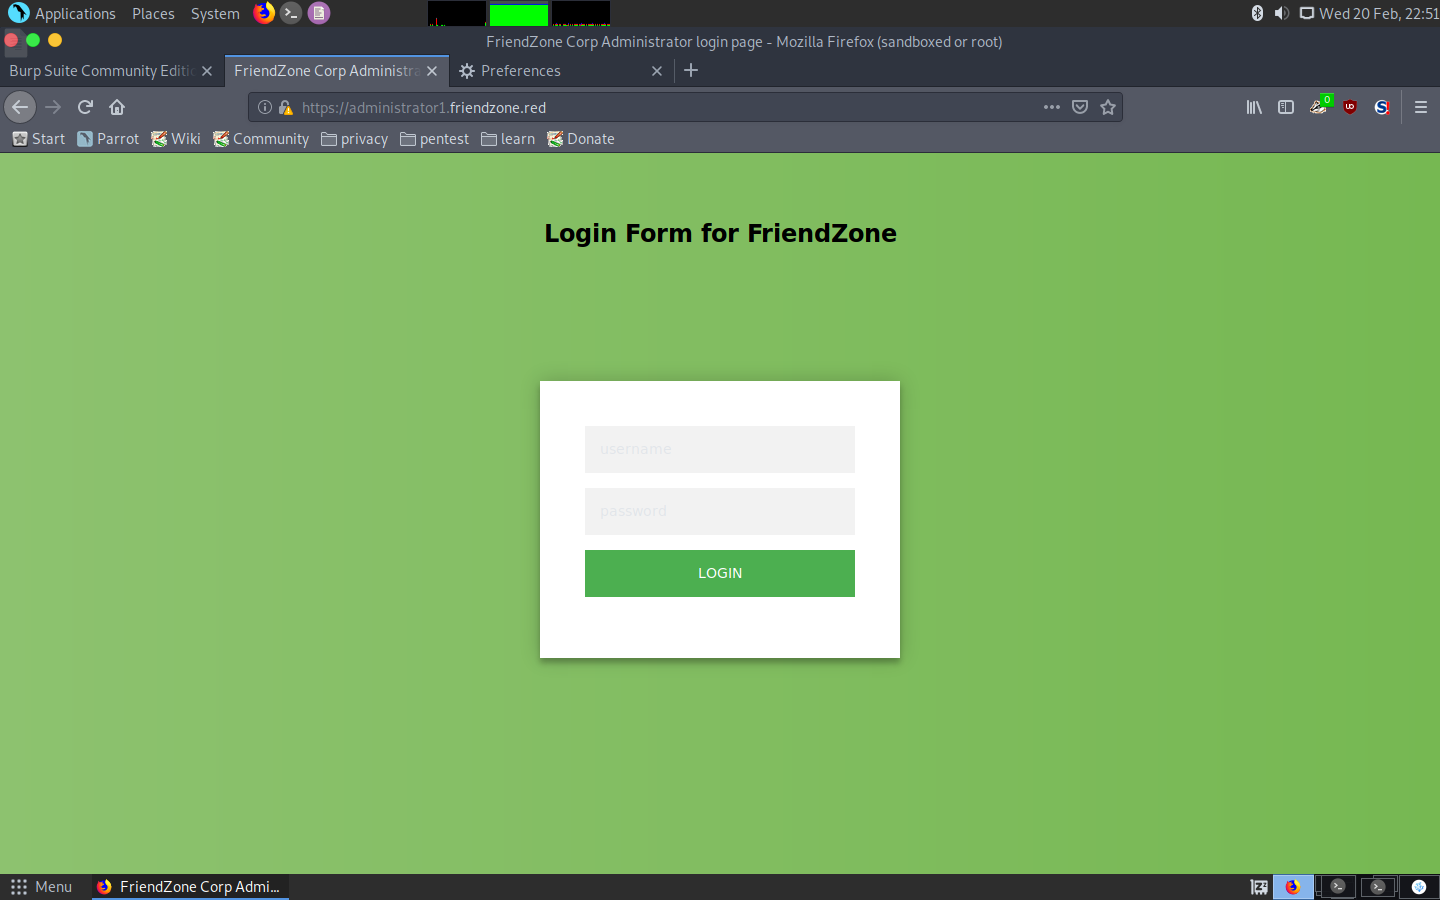 Applications Places System Wed 20 Feb, 22:51
FriendZone Corp Administrator login page - Mozilla Firefox (sandboxed or root)
Burp Suite Community Editi FriendZone Corp Administra Preferences
https://administrator1.friendzone.red 0
Start Parrot Wiki Community privacy pentest learn Donate
Login Form for FriendZone
username
password
LOGIN
Menu FriendZone Corp Admi...